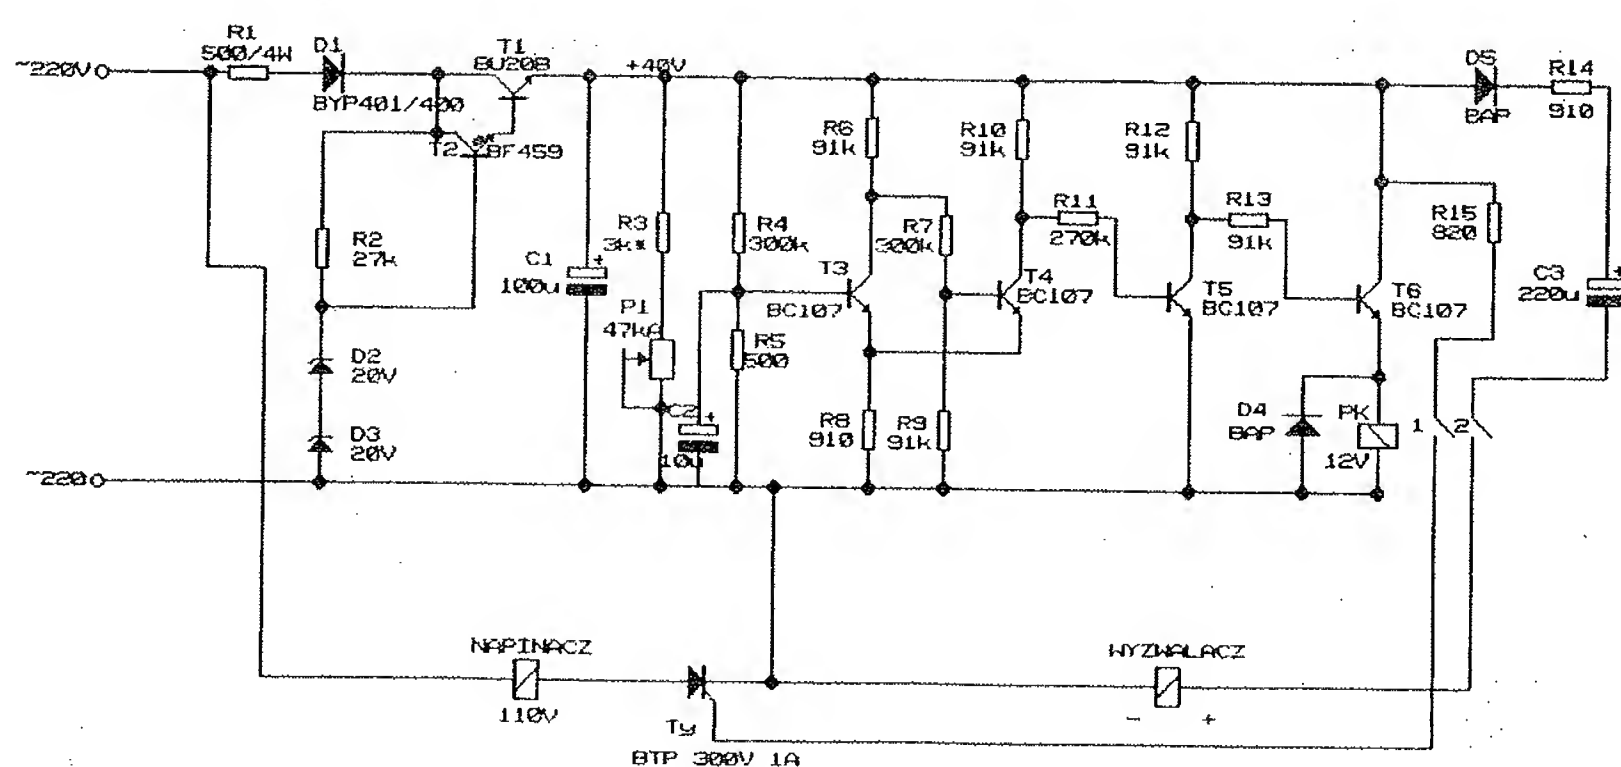 ~220V
R1
500/4W
D1
BYP401/400
T1
BU208
+40V
T2
BF459
R2
27k
D2
20V
D3
20V
~220
C1
+
100u
R3
3k*
P1
47kA
R4
300k
R5
500
C2
+
10u
T3
BC107
R6
91k
R7
300k
R8
910
R9
91k
R10
91k
T4
BC107
R11
270k
R12
91k
T5
BC107
R13
91k
T6
BC107
D4
BAP
PK
12V
D5
BAP
R14
910
R15
820
C3
+
220u
1
2
NAPINACZ
110V
Ty
BTP 300V 1A
WYZWALACZ
-
+